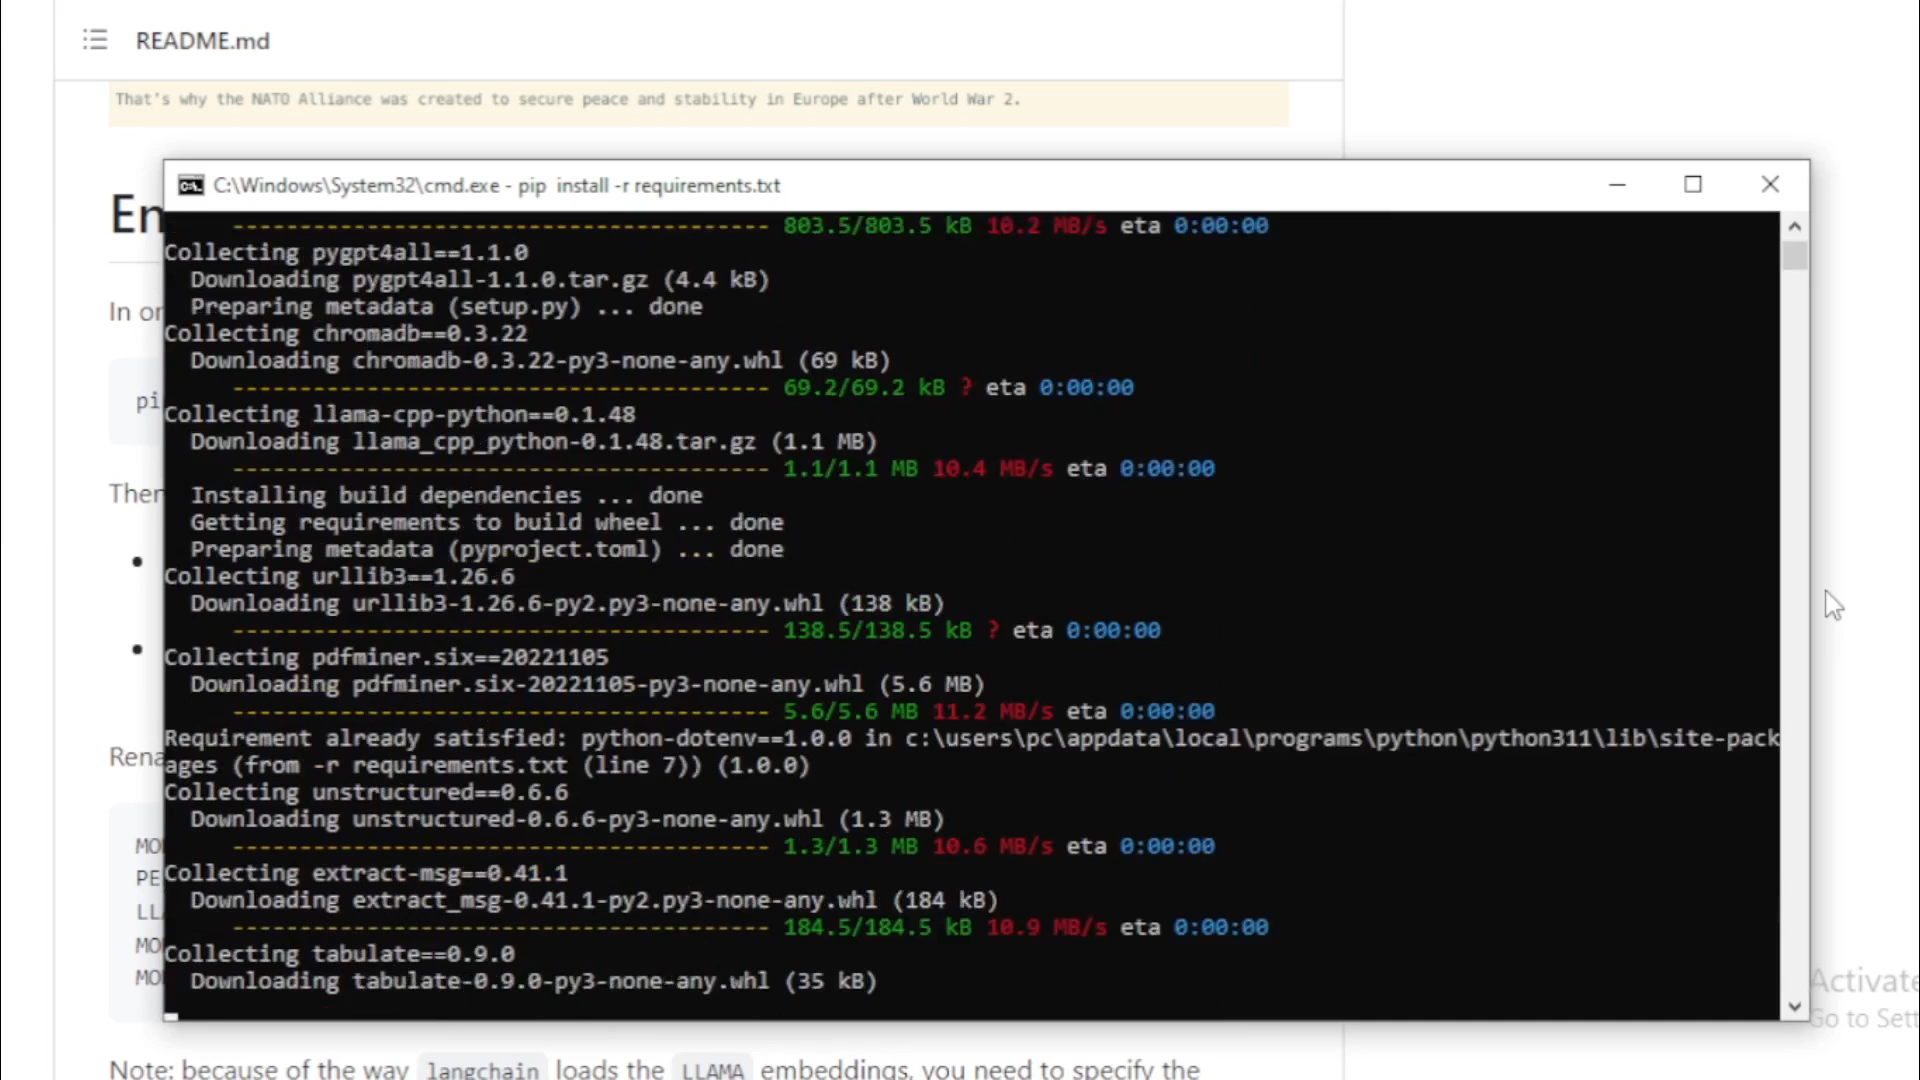 README.md
That's why the NATO Alliance was created to secure peace and stability in Europe after World War 2.
C:\Windows\System32\cmd.exe - pip  install -r requirements.txt
---------------------------------------- 803.5/803.5 kB 10.2 MB/s eta 0:00:00
Collecting pygpt4all==1.1.0
Downloading pygpt4all-1.1.0.tar.gz (4.4 kB)
Preparing metadata (setup.py) ... done
Collecting chromadb==0.3.22
Downloading chromadb-0.3.22-py3-none-any.whl (69 kB)
---------------------------------------- 69.2/69.2 kB ? eta 0:00:00
Collecting llama-cpp-python==0.1.48
Downloading llama_cpp_python-0.1.48.tar.gz (1.1 MB)
---------------------------------------- 1.1/1.1 MB 10.4 MB/s eta 0:00:00
Installing build dependencies ... done
Getting requirements to build wheel ... done
Preparing metadata (pyproject.toml) ... done
Collecting urllib3==1.26.6
Downloading urllib3-1.26.6-py2.py3-none-any.whl (138 kB)
---------------------------------------- 138.5/138.5 kB ? eta 0:00:00
Collecting pdfminer.six==20221105
Downloading pdfminer.six-20221105-py3-none-any.whl (5.6 MB)
---------------------------------------- 5.6/5.6 MB 11.2 MB/s eta 0:00:00
Requirement already satisfied: python-dotenv==1.0.0 in c:\users\pc\appdata\local\programs\python\python311\lib\site-pack
ages (from -r requirements.txt (line 7)) (1.0.0)
Collecting unstructured==0.6.6
Downloading unstructured-0.6.6-py3-none-any.whl (1.3 MB)
---------------------------------------- 1.3/1.3 MB 10.6 MB/s eta 0:00:00
Collecting extract-msg==0.41.1
Downloading extract_msg-0.41.1-py2.py3-none-any.whl (184 kB)
---------------------------------------- 184.5/184.5 kB 10.9 MB/s eta 0:00:00
Collecting tabulate==0.9.0
Downloading tabulate-0.9.0-py3-none-any.whl (35 kB)
En
In or
pi
Then
Rena
MO
PE
LL
MO
MO
Activate
Go to Sett
Note: because of the way langchain loads the LLAMA embeddings, you need to specify the